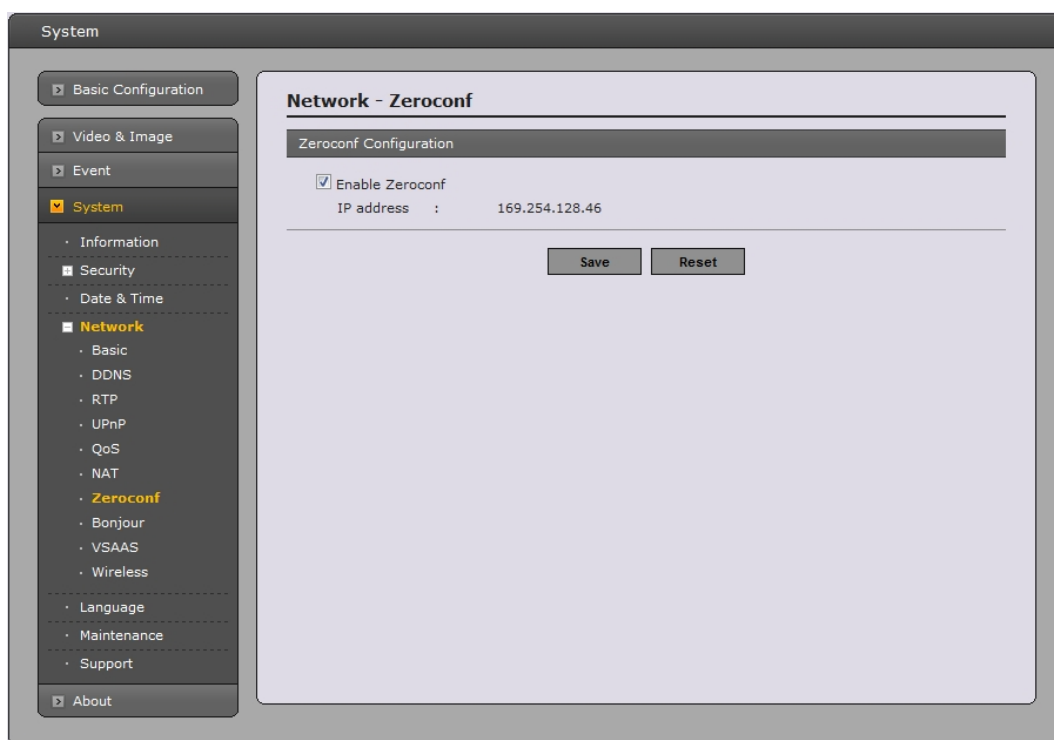 System
Basic Configuration
Video & Image
Event
System
· Information
Security
· Date & Time
Network
· Basic
· DDNS
· RTP
· UPnP
· QoS
· NAT
· Zeroconf
· Bonjour
· VSAAS
· Wireless
· Language
· Maintenance
· Support
About
Network - Zeroconf
Zeroconf Configuration
Enable Zeroconf
IP address : 169.254.128.46
Save Reset